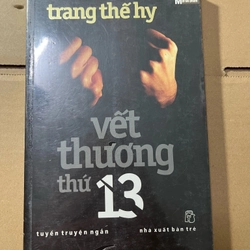 trang thế hy
vết
thương
thứ 13
tuyển truyện ngắn
nhà xuất bản trẻ